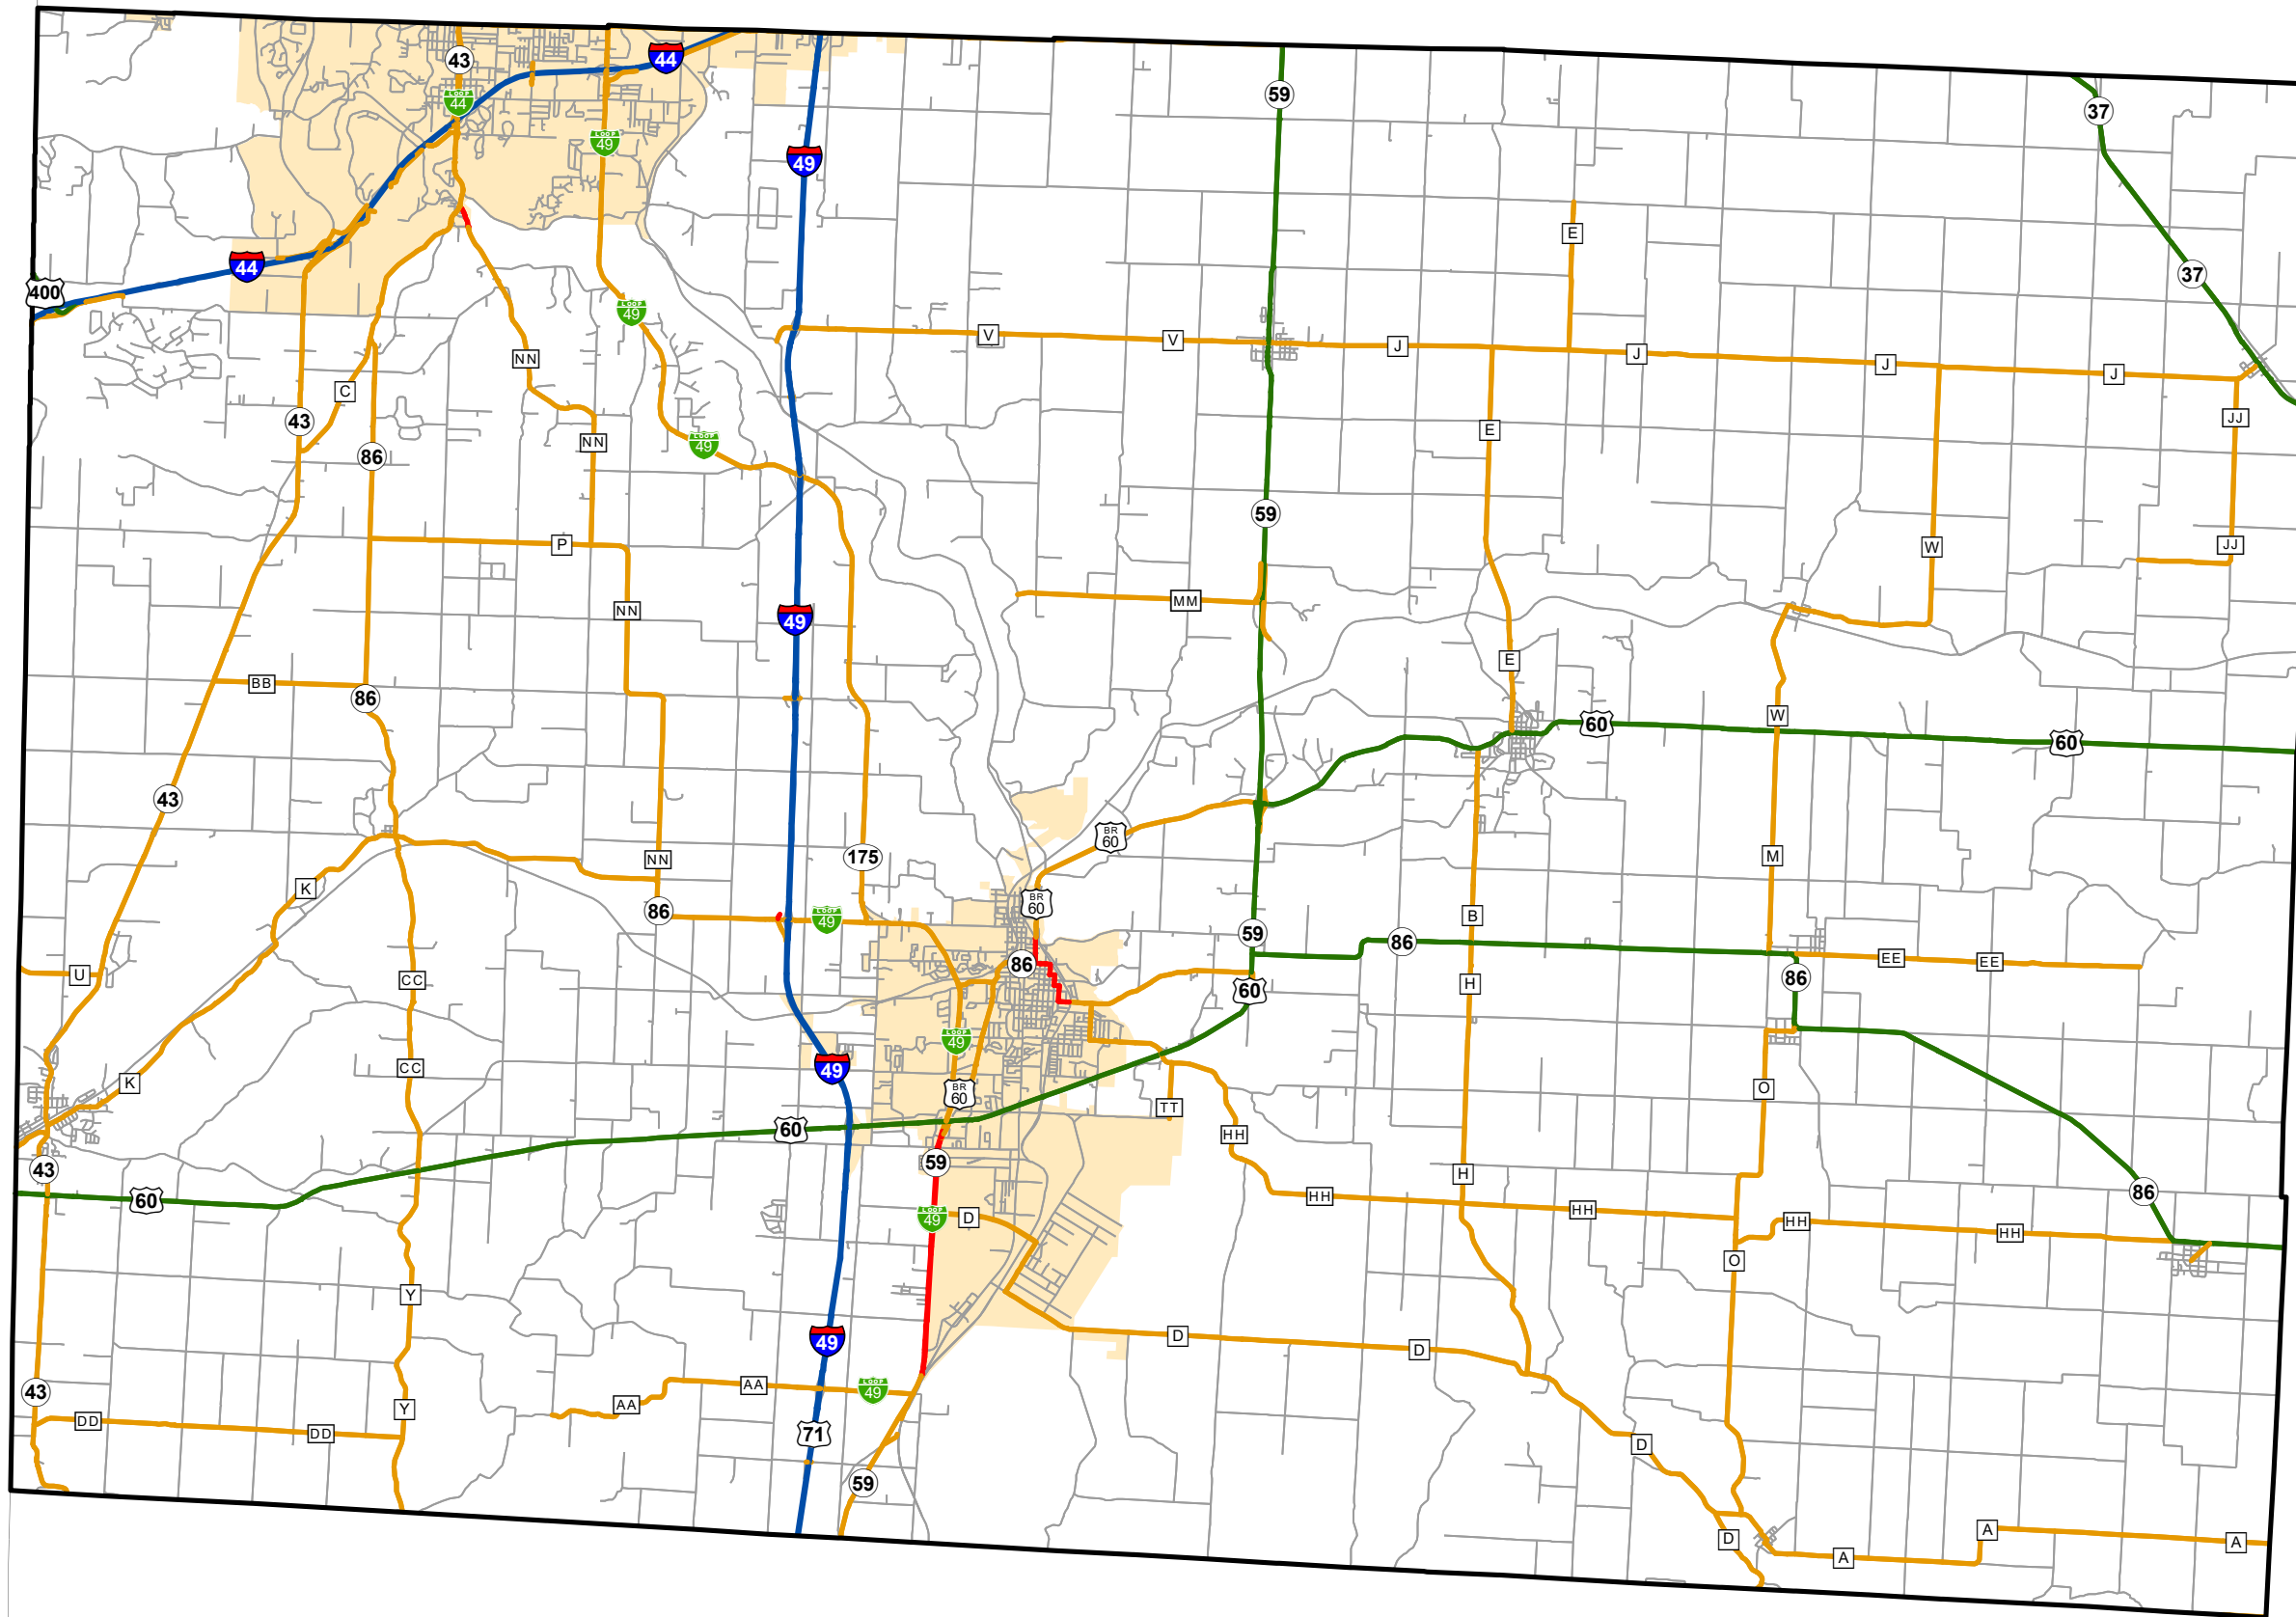 43
LOOP
44
44
LOOP
49
49
59
37
E
37
44
400
LOOP
49
V
V
J
J
J
J
NN
C
43
86
NN
LOOP
49
E
JJ
59
P
W
JJ
NN
49
MM
E
BB
86
W
60
60
43
BR
60
175
NN
M
K
86
LOOP
49
BR
60
B
59
86
86
EE
EE
U
CC
H
86
60
LOOP
49
CC
49
K
BR
60
TT
O
60
HH
43
59
H
60
HH
HH
86
LOOP
49
D
HH
HH
O
Y
49
D
D
43
AA
LOOP
49
AA
Y
DD
DD
71
D
59
A
D
A
A